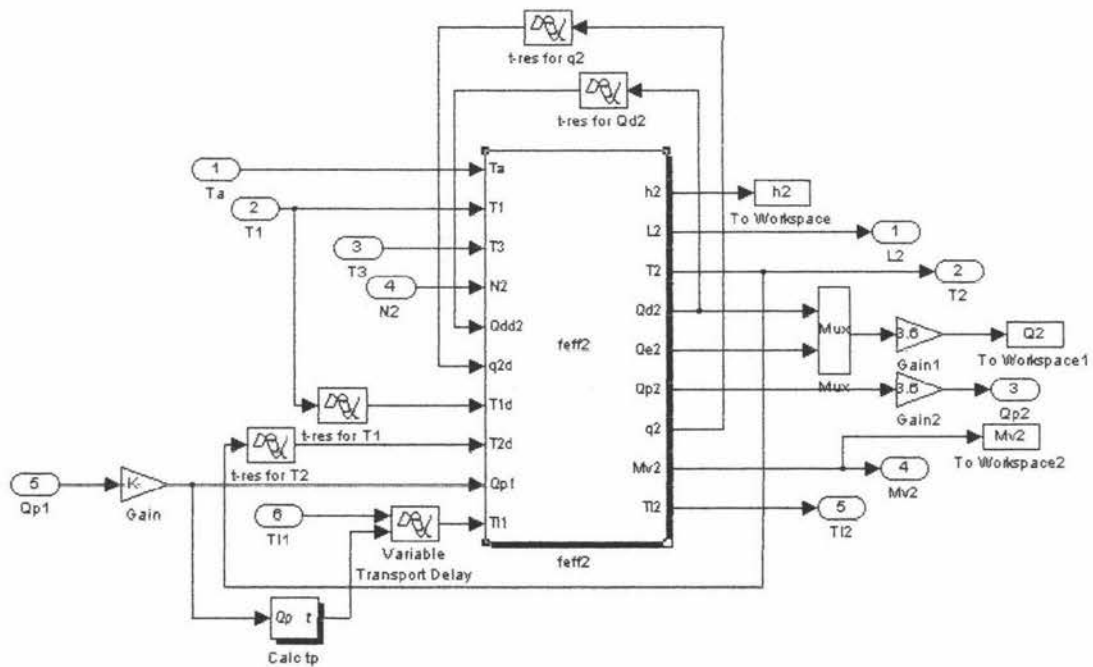 t-res for q2
t-res for Qd2
1
Ta
2
T1
3
T3
4
N2
Ta
T1
T3
N2
Qdd2
q2d
T1d
T2d
Qp1
Tl1
feff2
h2
L2
T2
Qd2
Qe2
Qp2
q2
Mv2
Tl2
feff2
h2
To Workspace
1
L2
2
T2
Mux
Mux
3.6
Gain1
Q2
To Workspace1
3.6
Gain2
3
Qp2
Mv2
To Workspace2
4
Mv2
5
Tl2
t-res for T1
t-res for T2
5
Qp1
K-
Gain
6
Tl1
Variable
Transport Delay
Qp t
Calc tp